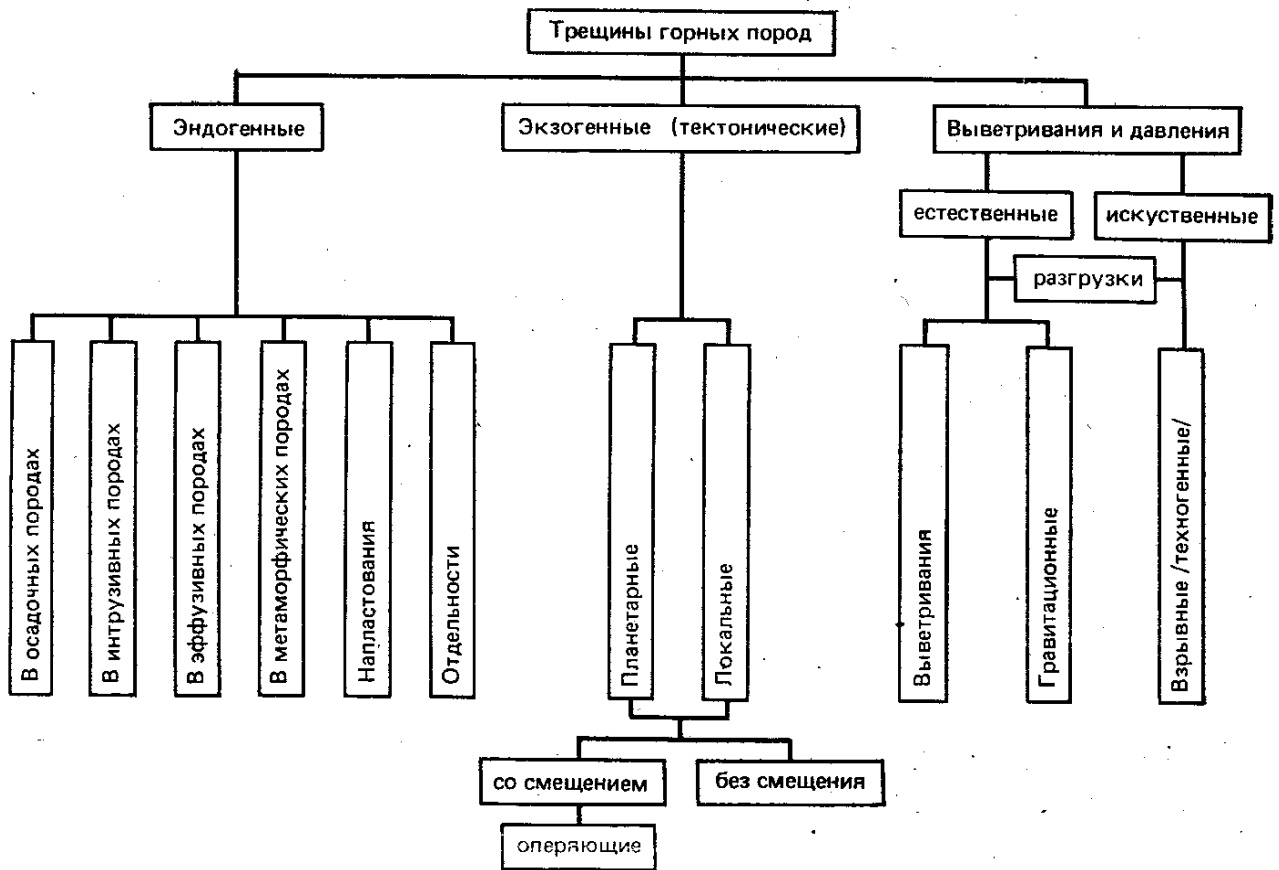 Трещины горных пород
Эндогенные
Экзогенные (тектонические)
Выветривания и давления
естественные
искуственные
разгрузки
В осадочных породах
В интрузивных породах
В эффузивных породах
В метаморфических породах
Напластования
Отдельности
Планетарные
Локальные
Выветривания
Гравитационные
Взрывные /техногенные/
со смещением
без смещения
оперяющие